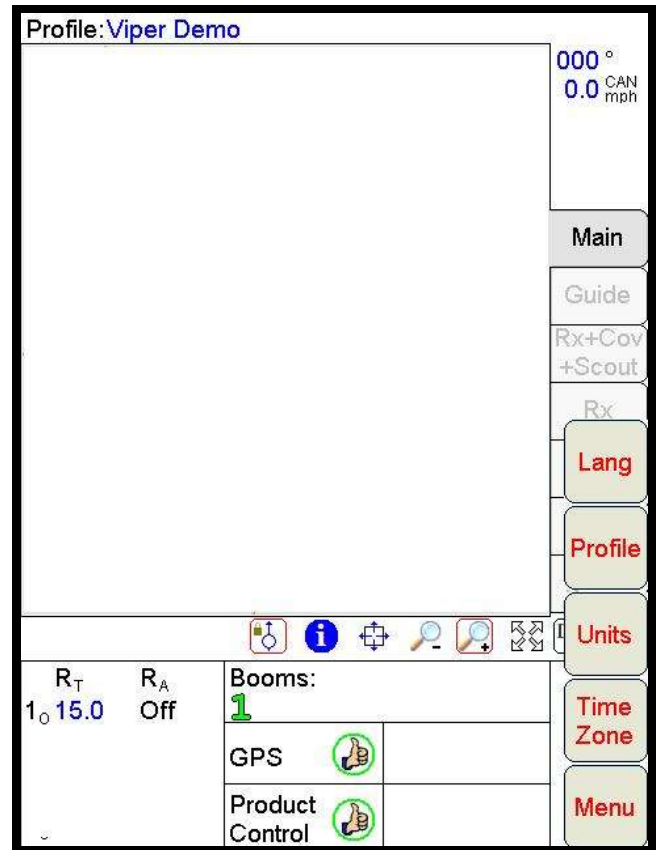 Profile:Viper Demo
000 °
0.0 CAN mph
Main
Guide
Rx+Cov
+Scout
Rx
Lang
Profile
Units
Time
Zone
Menu
RT RA
1o 15.0 Off
Booms:
1
GPS
Product
Control